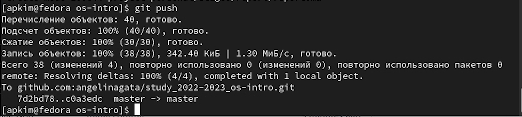 [apkim@fedora os-intro]$ git push
Перечисление объектов: 40, готово.
Подсчет объектов: 100% (40/40), готово.
Сжатие объектов: 100% (30/30), готово.
Запись объектов: 100% (38/38), 342.40 КиБ | 1.30 МиБ/с, готово.
Всего 38 (изменений 4), повторно использовано 0 (изменений 0), повторно использовано пакетов 0
remote: Resolving deltas: 100% (4/4), completed with 1 local object.
To github.com:angelinagata/study_2022-2023_os-intro.git
7d2bd78..c0a3edc master -> master
[apkim@fedora os-intro]$